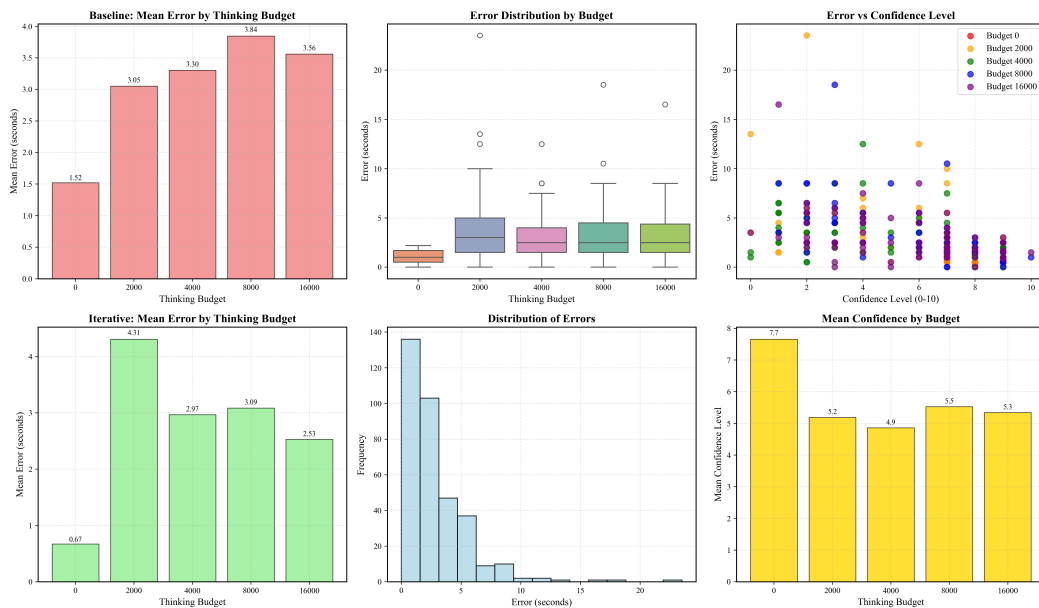 Baseline: Mean Error by Thinking Budget
Mean Error (seconds)
4.0
3.5
3.0
2.5
2.0
1.5
1.0
0.5
0.0
1.52
3.05
3.30
3.84
3.56
0 2000 4000 8000 16000
Thinking Budget
Error Distribution by Budget
Error (seconds)
20
15
10
5
0
0 2000 4000 8000 16000
Thinking Budget
Error vs Confidence Level
Error (seconds)
20
15
10
5
0
Budget 0
Budget 2000
Budget 4000
Budget 8000
Budget 16000
0 2 4 6 8 10
Confidence Level (0-10)
Iterative: Mean Error by Thinking Budget
Mean Error (seconds)
4
3
2
1
0
0.67
4.31
2.97
3.09
2.53
0 2000 4000 8000 16000
Thinking Budget
Distribution of Errors
Frequency
140
120
100
80
60
40
20
0
0 5 10 15 20
Error (seconds)
Mean Confidence by Budget
Mean Confidence Level
8
7
6
5
4
3
2
1
0
7.7
5.2
4.9
5.5
5.3
0 2000 4000 8000 16000
Thinking Budget